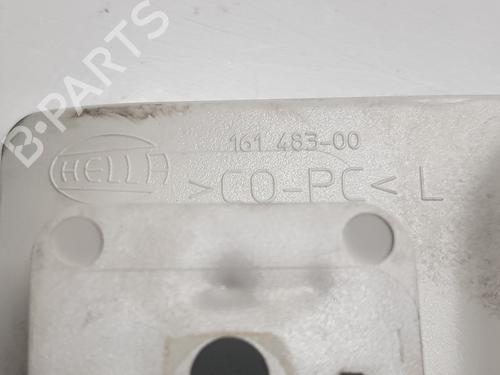 B-PARTS
161 483-00
HELLA
>CO-PC< L